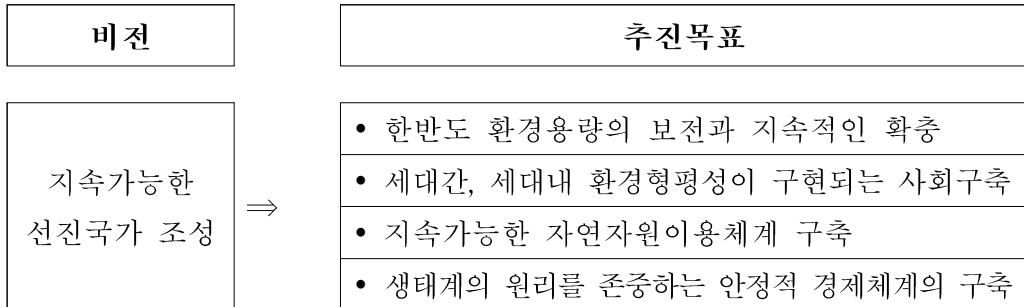 비전
추진목표
지속가능한
선진국가 조성
⇒
• 한반도 환경용량의 보전과 지속적인 확충
• 세대간, 세대내 환경형평성이 구현되는 사회구축
• 지속가능한 자연자원이용체계 구축
• 생태계의 원리를 존중하는 안정적 경제체계의 구축